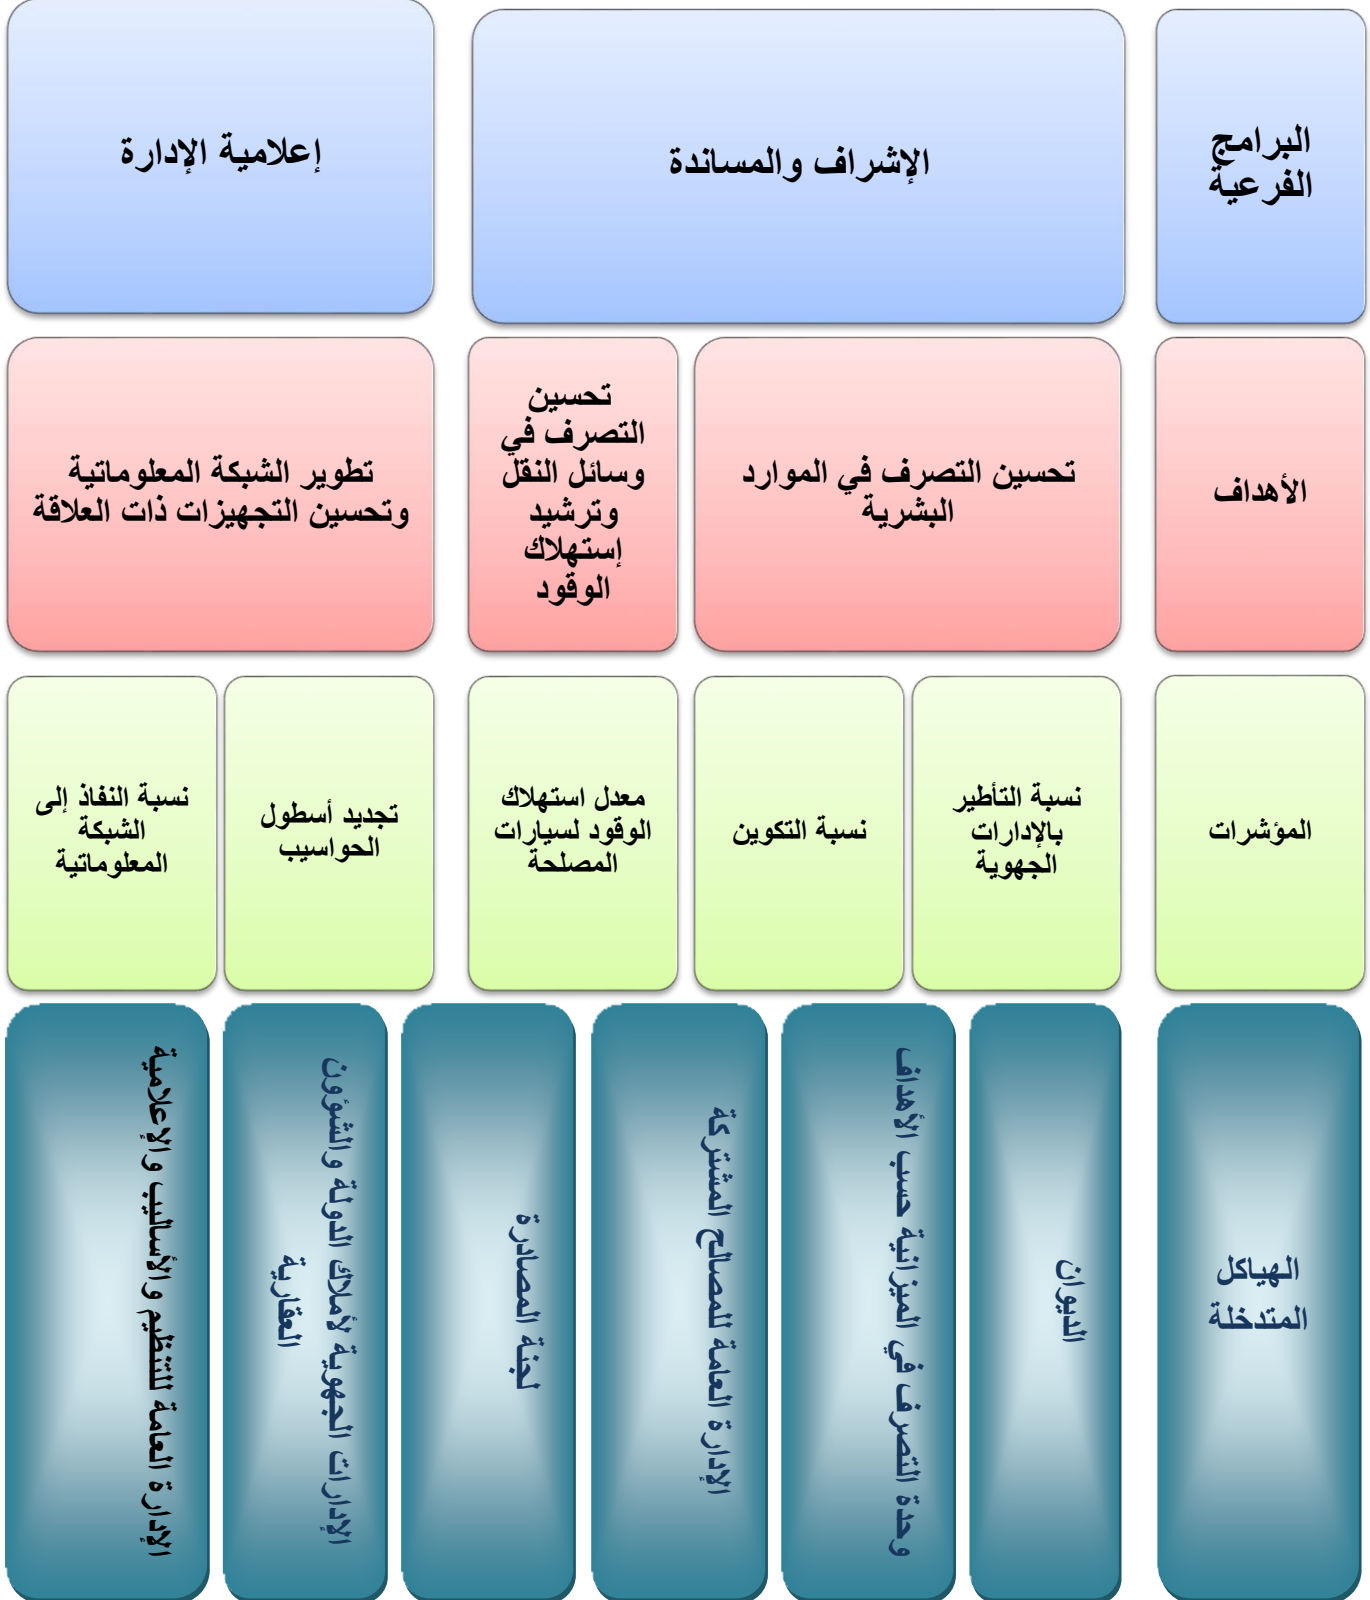 البرامج
الفرعية
الإشراف والمساندة
إعلامية الإدارة
الأهداف
تحسين التصرف في الموارد
البشرية
تحسين
التصرف في
وسائل النقل
وترشيد
إستهلاك
الوقود
تطوير الشبكة المعلوماتية
وتحسين التجهيزات ذات العلاقة
المؤشرات
نسبة التأطير
بالإدارات
الجهوية
نسبة التكوين
معدل استهلاك
الوقود لسيارات
المصلحة
تجديد أسطول
الحواسيب
نسبة النفاذ إلى
الشبكة
المعلوماتية
الهياكل
المتدخلة
الديوان
وحدة التصرف في الميزانية حسب الأهداف
الإدارة العامة للمصالح المشتركة
لجنة المصادرة
الإدارات الجهوية لأملاك الدولة والشؤون
العقارية
الإدارة العامة للتنظيم والأساليب والإعلامية